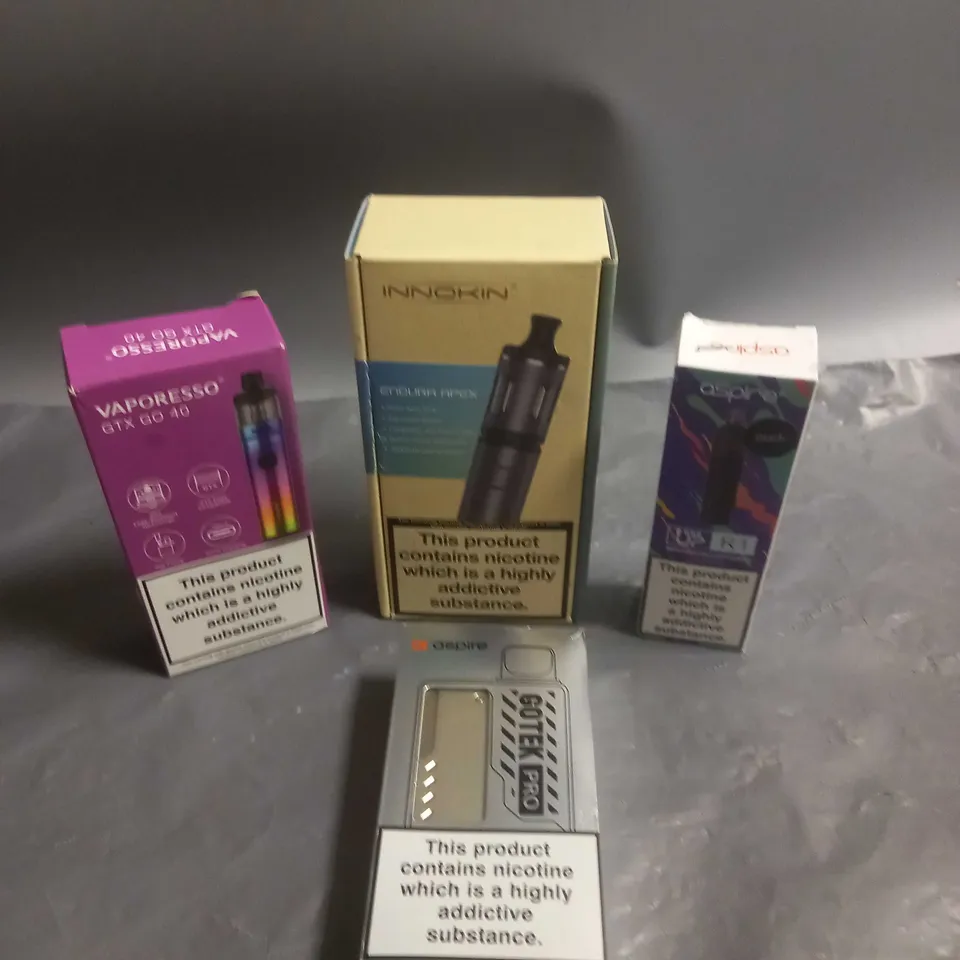 VAPORESSO
GTX GO 40
VAPORESSO
GTX GO 40
This product
contains nicotine
which is a highly
addictive
substance.
INNOKIN
ENDURA APEX
This product
contains nicotine
which is a highly
addictive
substance.
aspire
aspire
R1
This product
contains
nicotine
which is
a highly
addictive
substance.
aspire
GOTEK PRO
This product
contains nicotine
which is a highly
addictive
substance.